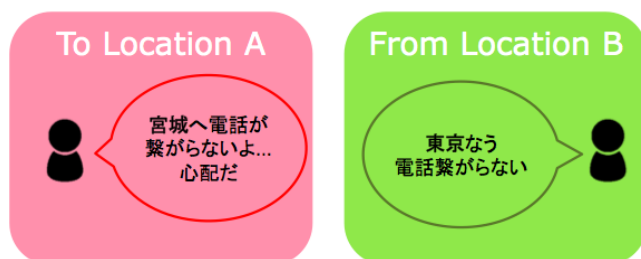 To Location A
宮城へ電話が
繋がらないよ...
心配だ
From Location B
東京なう
電話繋がらない